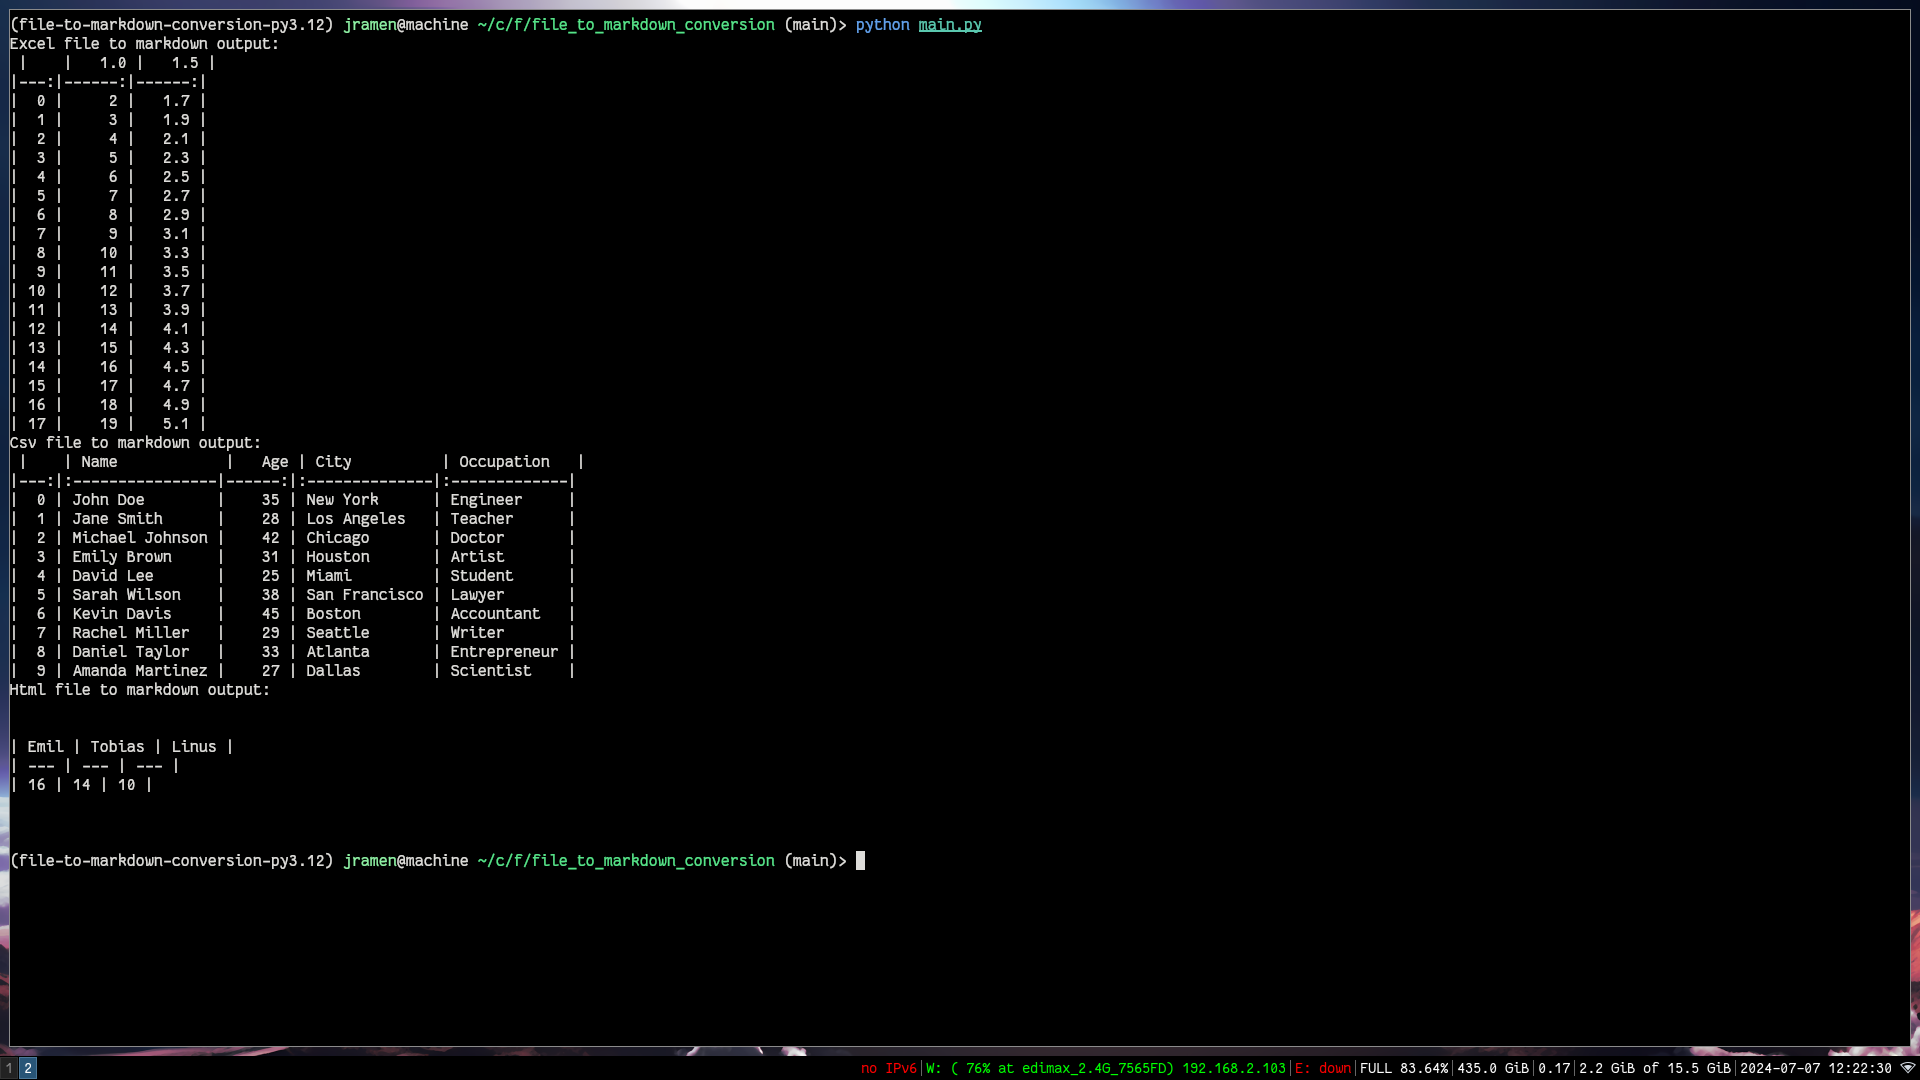 (file-to-markdown-conversion-py3.12) jramen@machine ~/c/f/file_to_markdown_conversion (main)> python main.py
Excel file to markdown output:
 |    |   1.0 |   1.5 |
|---:|------:|------:|
|  0 |     2 |   1.7 |
|  1 |     3 |   1.9 |
|  2 |     4 |   2.1 |
|  3 |     5 |   2.3 |
|  4 |     6 |   2.5 |
|  5 |     7 |   2.7 |
|  6 |     8 |   2.9 |
|  7 |     9 |   3.1 |
|  8 |    10 |   3.3 |
|  9 |    11 |   3.5 |
| 10 |    12 |   3.7 |
| 11 |    13 |   3.9 |
| 12 |    14 |   4.1 |
| 13 |    15 |   4.3 |
| 14 |    16 |   4.5 |
| 15 |    17 |   4.7 |
| 16 |    18 |   4.9 |
| 17 |    19 |   5.1 |
Csv file to markdown output:
 |    | Name            |   Age | City          | Occupation   |
|---:|:----------------|------:|:--------------|:-------------|
|  0 | John Doe        |    35 | New York      | Engineer     |
|  1 | Jane Smith      |    28 | Los Angeles   | Teacher      |
|  2 | Michael Johnson |    42 | Chicago       | Doctor       |
|  3 | Emily Brown     |    31 | Houston       | Artist       |
|  4 | David Lee       |    25 | Miami         | Student      |
|  5 | Sarah Wilson    |    38 | San Francisco | Lawyer       |
|  6 | Kevin Davis     |    45 | Boston        | Accountant   |
|  7 | Rachel Miller   |    29 | Seattle       | Writer       |
|  8 | Daniel Taylor   |    33 | Atlanta       | Entrepreneur |
|  9 | Amanda Martinez |    27 | Dallas        | Scientist    |
Html file to markdown output:
| Emil | Tobias | Linus |
| --- | --- | --- |
| 16 | 14 | 10 |
(file-to-markdown-conversion-py3.12) jramen@machine ~/c/f/file_to_markdown_conversion (main)>
1 2 no IPv6|W: ( 76% at edimax_2.4G_7565FD) 192.168.2.103|E: down|FULL 83.64%|435.0 GiB|0.17|2.2 GiB of 15.5 GiB|2024-07-07 12:22:30